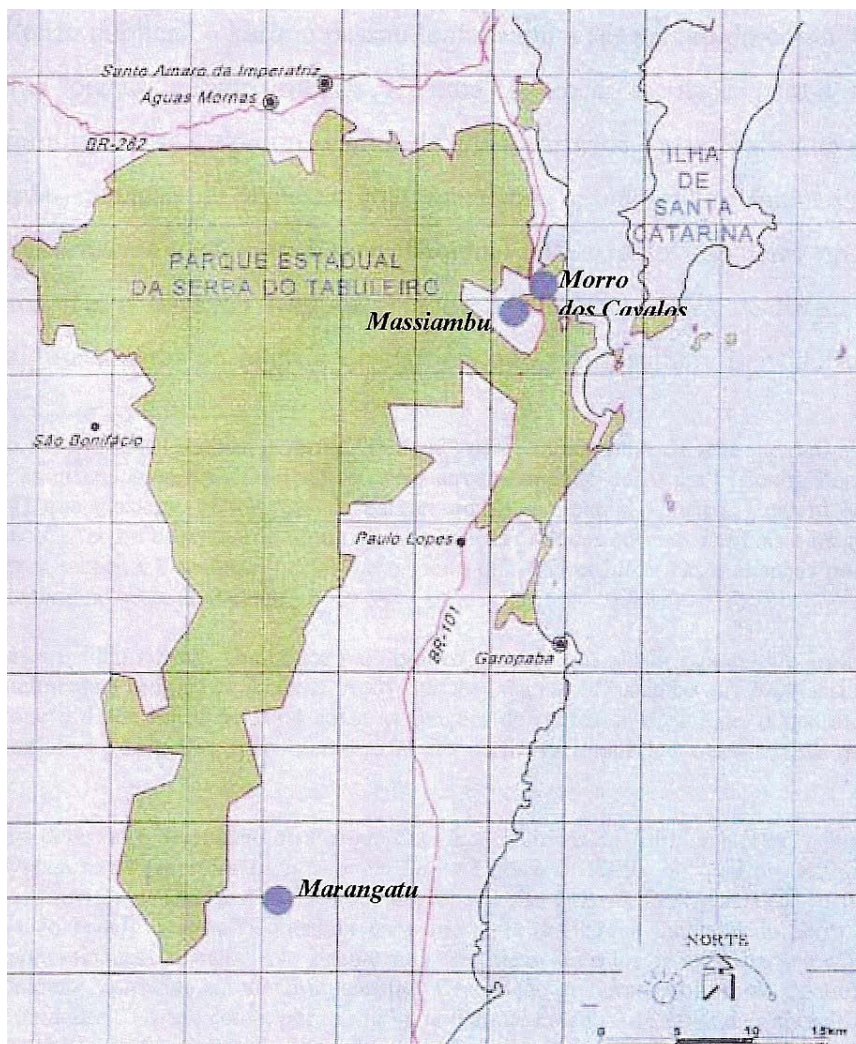 Santo Amaro da Imperatriz
Águas Mornas
BR-262
ILHA
DE
SANTA
CATARINA
PARQUE ESTADUAL
DA SERRA DO TABULEIRO
Morro
dos Cavalos
Massiambu
São Bonifácio
Paulo Lopes
BR-101
Garopaba
Marangatu
NORTE
0 5 10 15km